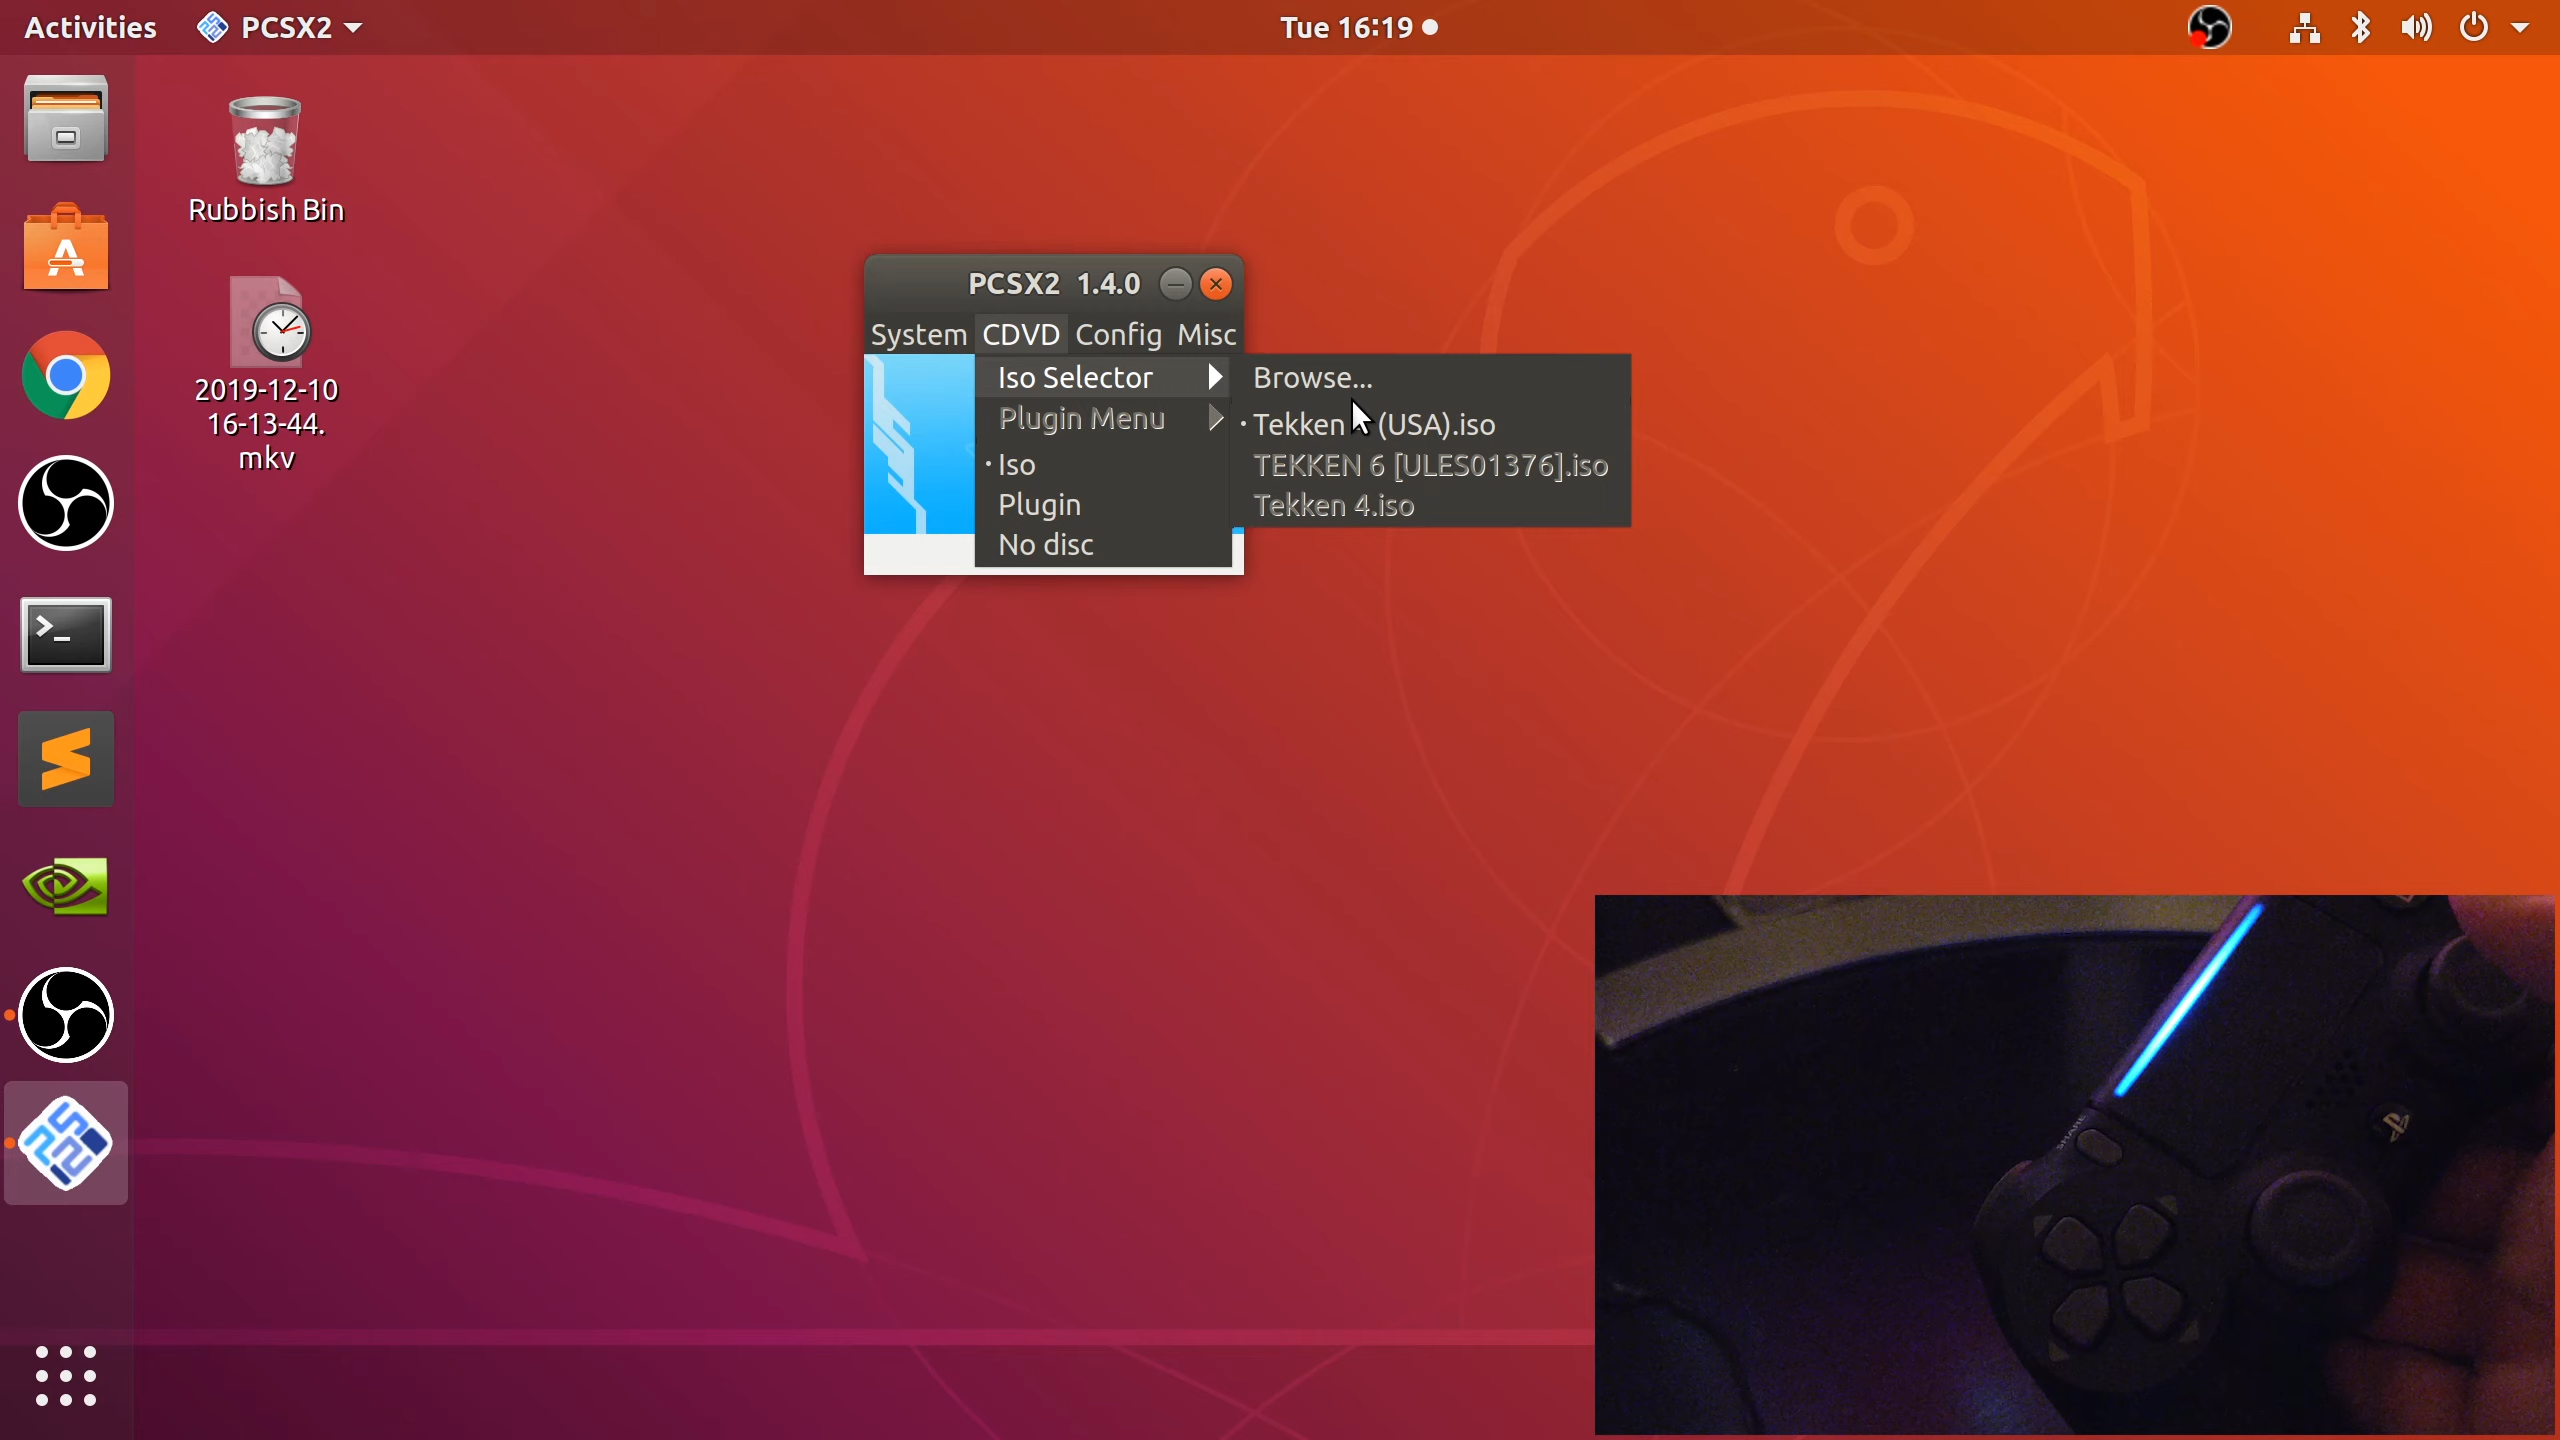 Activities
PCSX2
Tue 16:19
Rubbish Bin
2019-12-10
16-13-44.
mkv
PCSX2 1.4.0
System CDVD Config Misc
Iso Selector
Plugin Menu
Iso
Plugin
No disc
Browse...
Tekken (USA).iso
TEKKEN 6 [ULES01376].iso
Tekken 4.iso
SHARE